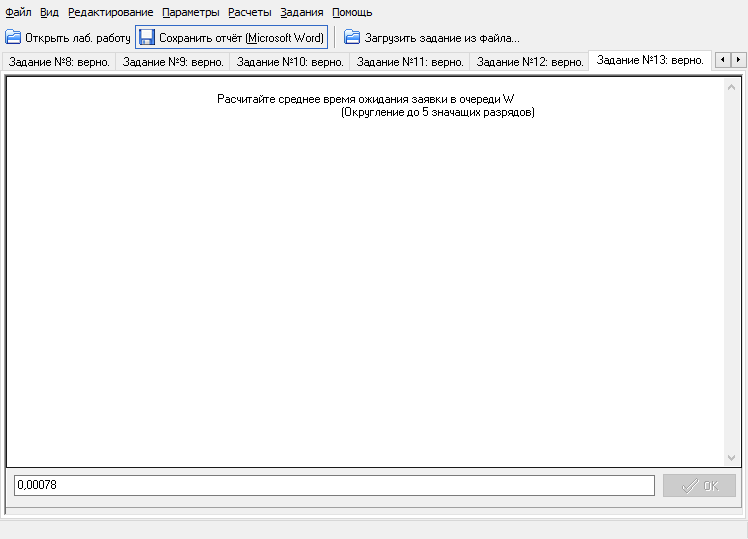 Файл Вид Редактирование Параметры Расчеты Задания Помощь
Открыть лаб. работу Сохранить отчёт (Microsoft Word) Загрузить задание из файла...
Задание №8: верно. Задание №9: верно. Задание №10: верно. Задание №11: верно. Задание №12: верно. Задание №13: верно.
Расчитайте среднее время ожидания заявки в очереди W
(Округление до 5 значащих разрядов)
0,00078 OK